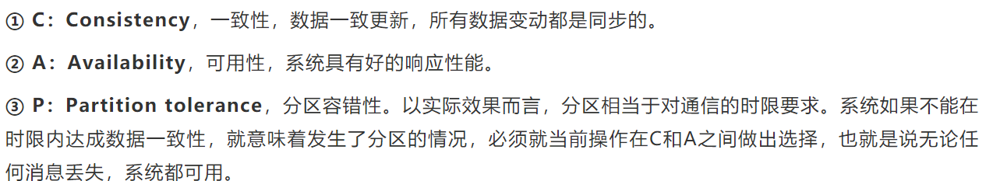 ① C：Consistency，一致性，数据一致更新，所有数据变动都是同步的。
② A：Availability，可用性，系统具有好的响应性能。
③ P：Partition tolerance，分区容错性。以实际效果而言，分区相当于对通信的时限要求。系统如果不能在
时限内达成数据一致性，就意味着发生了分区的情况，必须就当前操作在C和A之间做出选择，也就是说无论任
何消息丢失，系统都可用。